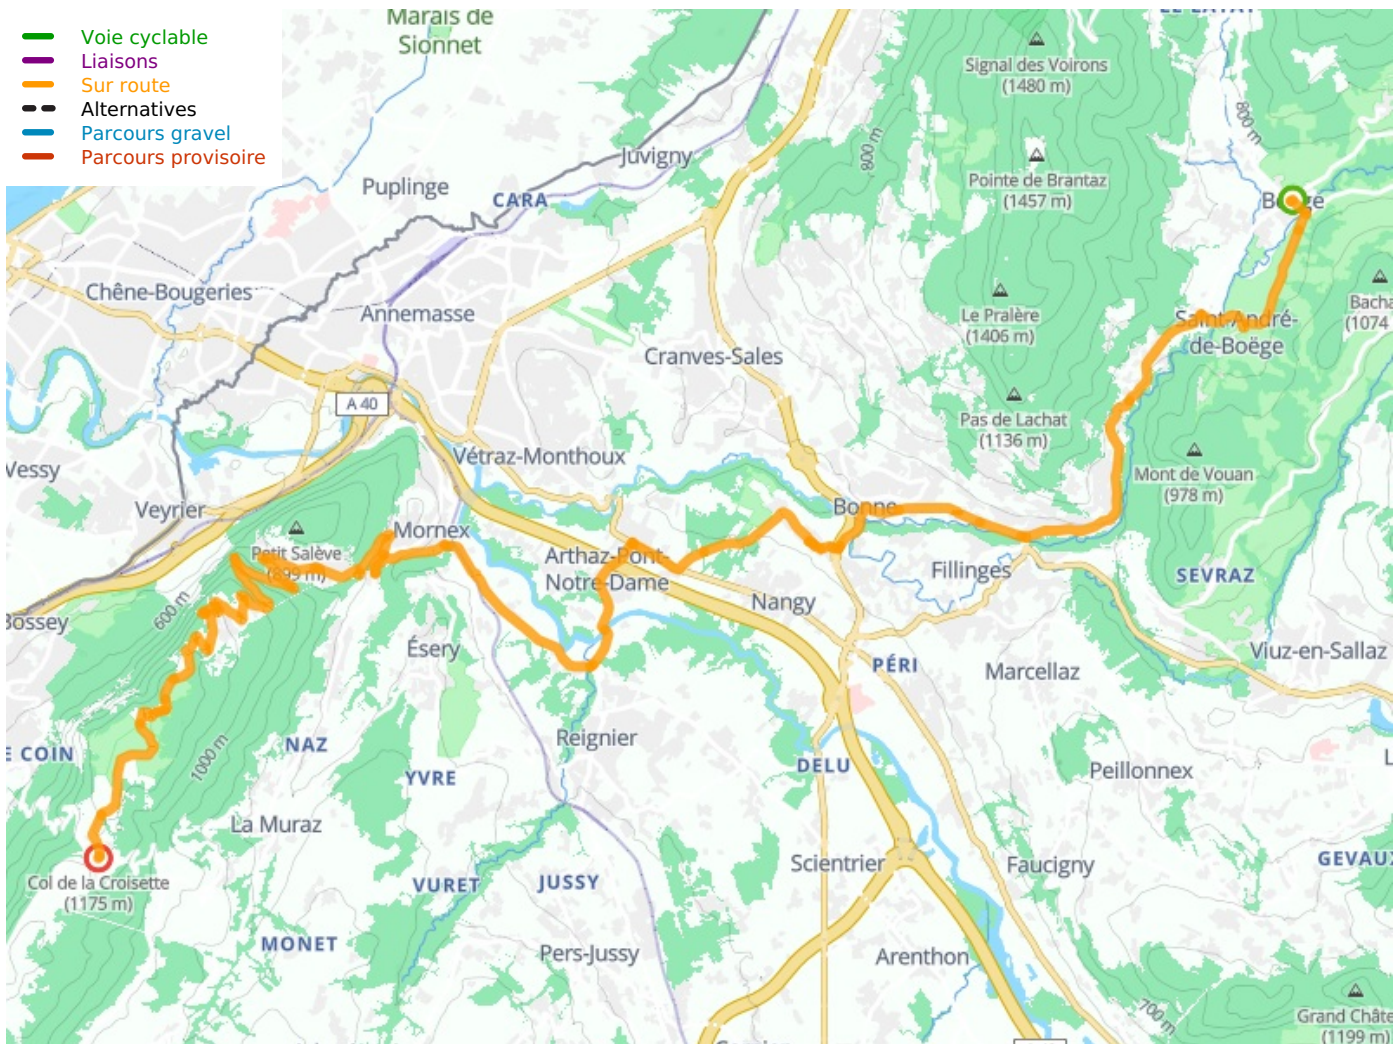 Voie cyclable
Liaisons
Sur route
Alternatives
Parcours gravel
Parcours provisoire
Marais de
Sionnet
Signal des Voirons
(1480 m)
800 m
800 m
Juvigny
Puplinge
CARA
Pointe de Brantaz
(1457 m)
Chêne-Bougeries
Annemasse
Le Pralère
(1406 m)
(1074
Saint-André-
de-Boëge
Cranves-Sales
A 40
Pas de Lachat
(1136 m)
Vessy
Vétraz-Monthoux
Mont de Vouan
(978 m)
Veyrier
Mornex
Bonne
Petit Salève
(899 m)
Arthaz-Pont-
Notre-Dame
Fillinges
SEVRAZ
600 m
Nangy
Bossey
Ésery
PÉRI
Marcellaz
Viuz-en-Sallaz
Reignier
NAZ
1000 m
COIN
YVRE
DELU
Peillonnex
La Muraz
Scientrier
Faucigny
Col de la Croisette
(1175 m)
VURET
JUSSY
MONET
Pers-Jussy
Arenthon
700 m
Grand Châte
(1199 m)